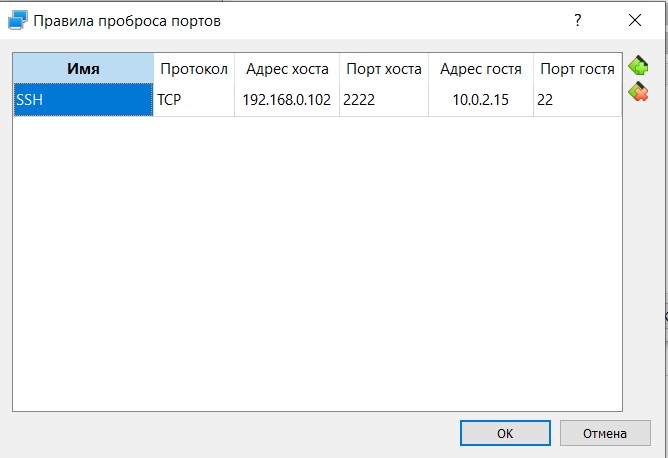 Правила проброса портов ?
Имя Протокол Адрес хоста Порт хоста Адрес гостя Порт гостя
SSH TCP 192.168.0.102 2222 10.0.2.15 22
OK Отмена